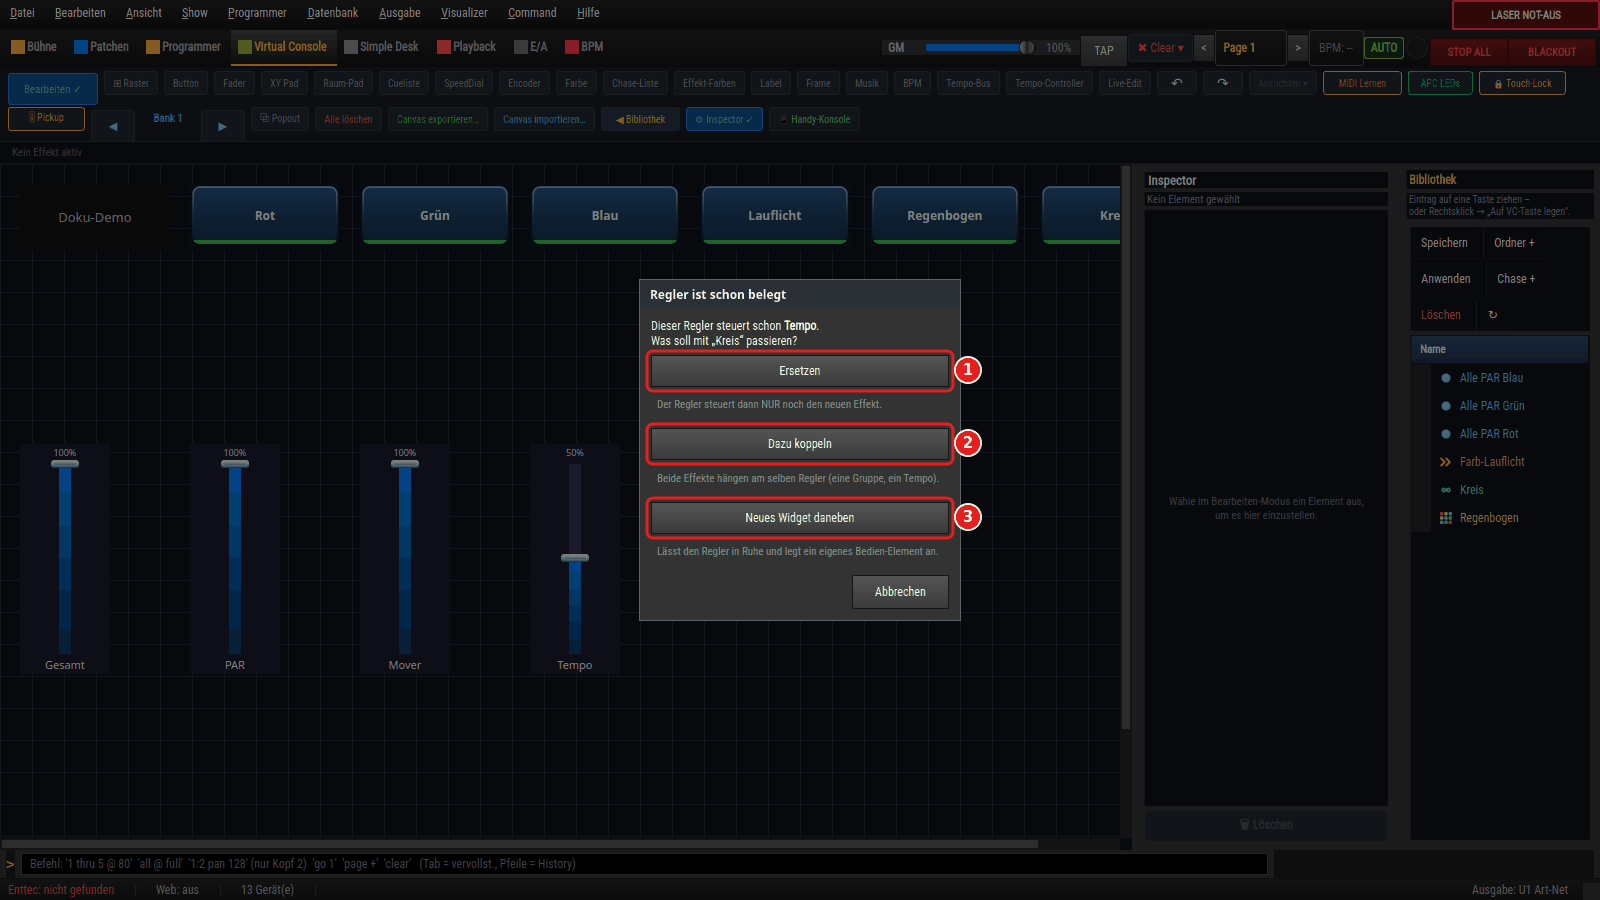 Datei Bearbeiten Ansicht Show Programmer Datenbank Ausgabe Visualizer Command Hilfe
LASER NOT-AUS
Bühne Patchen Programmer Virtual Console Simple Desk Playback E/A BPM
GM 100% TAP ✖ Clear ▾ < Page 1 > BPM: -- AUTO STOP ALL BLACKOUT
Bearbeiten ✓ ⊞ Raster Button Fader XY Pad Raum-Pad Cueliste SpeedDial Encoder Farbe Chase-Liste Effekt-Farben Label Frame Musik BPM Tempo-Bus Tempo-Controller Live-Edit ↶ ↷ Ausrichten ▾ MIDI Lernen APC LEDs Touch-Lock
Pickup ◀ Bank 1 ▶ Popout Alle löschen Canvas exportieren... Canvas importieren... ◀ Bibliothek Inspector ✓ Handy-Konsole
Kein Effekt aktiv
Doku-Demo Rot Grün Blau Lauflicht Regenbogen Kre
Inspector
Kein Element gewählt
Wähle im Bearbeiten-Modus ein Element aus,
um es hier einzustellen.
Löschen
Bibliothek
Eintrag auf eine Taste ziehen –
oder Rechtsklick → „Auf VC-Taste legen“.
Speichern Ordner +
Anwenden Chase +
Löschen ↻
Name
Alle PAR Blau
Alle PAR Grün
Alle PAR Rot
Farb-Lauflicht
Kreis
Regenbogen
Regler ist schon belegt
Dieser Regler steuert schon Tempo.
Was soll mit „Kreis“ passieren?
Ersetzen 1
Der Regler steuert dann NUR noch den neuen Effekt.
Dazu koppeln 2
Beide Effekte hängen am selben Regler (eine Gruppe, ein Tempo).
Neues Widget daneben 3
Lässt den Regler in Ruhe und legt ein eigenes Bedien-Element an.
Abbrechen
100% 100% 100% 50%
Gesamt PAR Mover Tempo
> Befehl: '1 thru 5 @ 80' 'all @ full' '1:2 pan 128' (nur Kopf 2) 'go 1' 'page +' 'clear' (Tab = vervollst., Pfeile = History)
Enttec: nicht gefunden Web: aus 13 Gerät(e) Ausgabe: U1 Art-Net